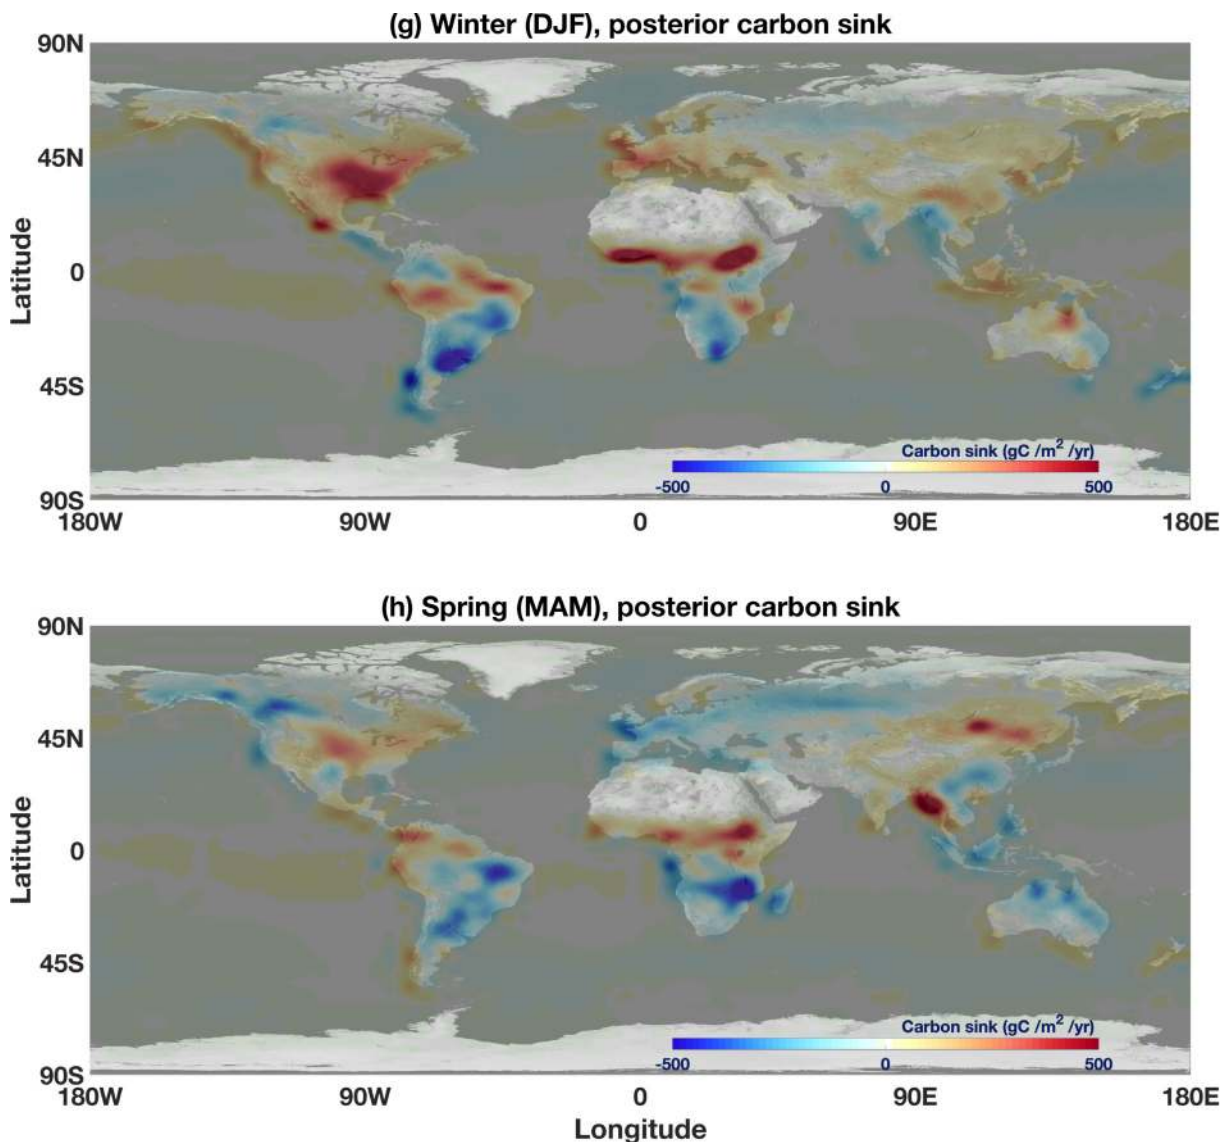 (g) Winter (DJF), posterior carbon sink
90N
45N
0
45S
90S
Latitude
Carbon sink (gC /m2 /yr)
-500 0 500
180W 90W 0 90E 180E
(h) Spring (MAM), posterior carbon sink
90N
45N
0
45S
90S
Latitude
Carbon sink (gC /m2 /yr)
-500 0 500
180W 90W 0 90E 180E
Longitude